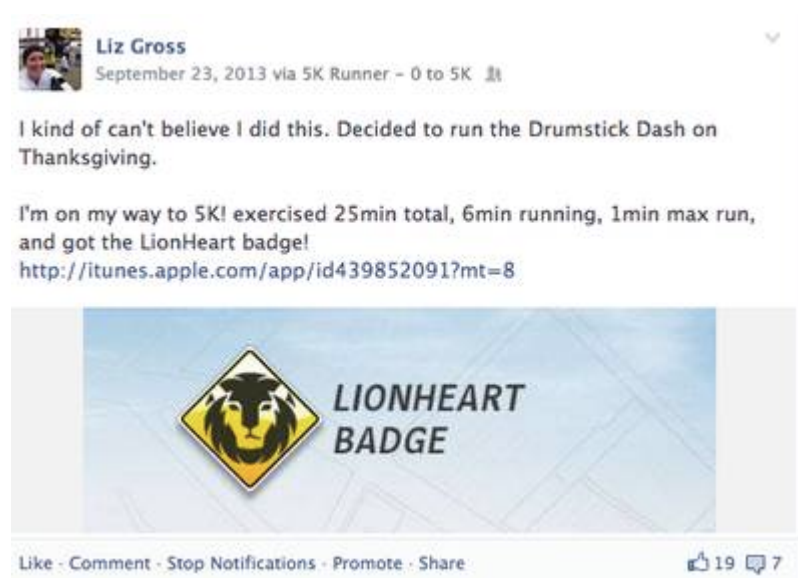 Liz Gross
September 23, 2013 via 5K Runner - 0 to 5K
I kind of can't believe I did this. Decided to run the Drumstick Dash on
Thanksgiving.
I'm on my way to 5K! exercised 25min total, 6min running, 1min max run,
and got the LionHeart badge!
http://itunes.apple.com/app/id439852091?mt=8
LIONHEART
BADGE
Like · Comment · Stop Notifications · Promote · Share 19 7